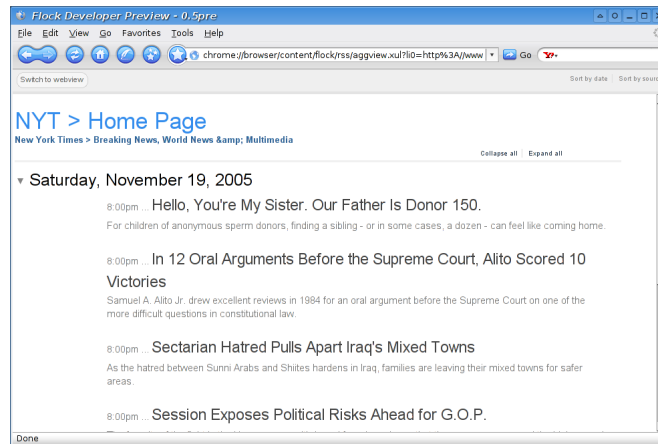 Flock Developer Preview - 0.5pre
File Edit View Go Favorites Tools Help
chrome://browser/content/flock/rss/aggview.xul?li0=http%3A//www Go Y?
Switch to webview Sort by date Sort by sourc
NYT > Home Page
New York Times > Breaking News, World News &amp; Multimedia
Collapse all Expand all
Saturday, November 19, 2005
8:00pm ... Hello, You're My Sister. Our Father Is Donor 150.
For children of anonymous sperm donors, finding a sibling - or in some cases, a dozen - can feel like coming home.
8:00pm ... In 12 Oral Arguments Before the Supreme Court, Alito Scored 10
Victories
Samuel A. Alito Jr. drew excellent reviews in 1984 for an oral argument before the Supreme Court on one of the
more difficult questions in constitutional law.
8:00pm ... Sectarian Hatred Pulls Apart Iraq's Mixed Towns
As the hatred between Sunni Arabs and Shiites hardens in Iraq, families are leaving their mixed towns for safer
areas.
8:00pm ... Session Exposes Political Risks Ahead for G.O.P.
Done